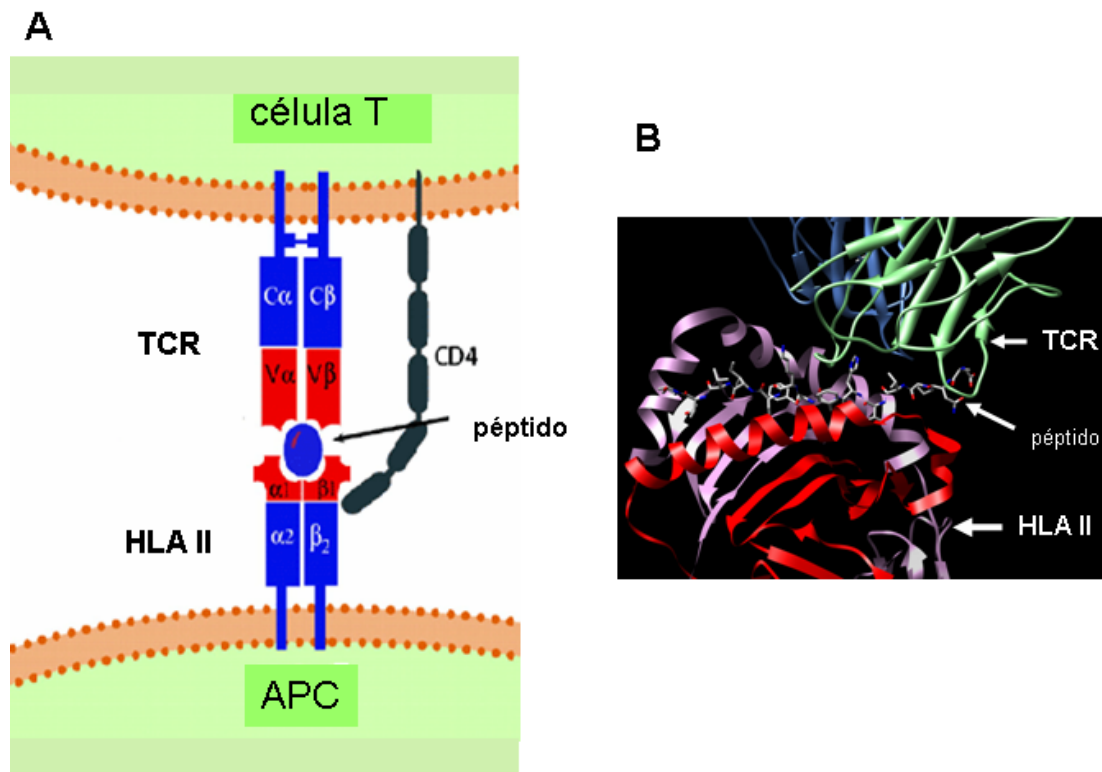 A
célula T
Cα Cβ
TCR
Vα Vβ
CD4
péptido
α1 β1
HLA II
α2 β2
APC
B
TCR
péptido
HLA II